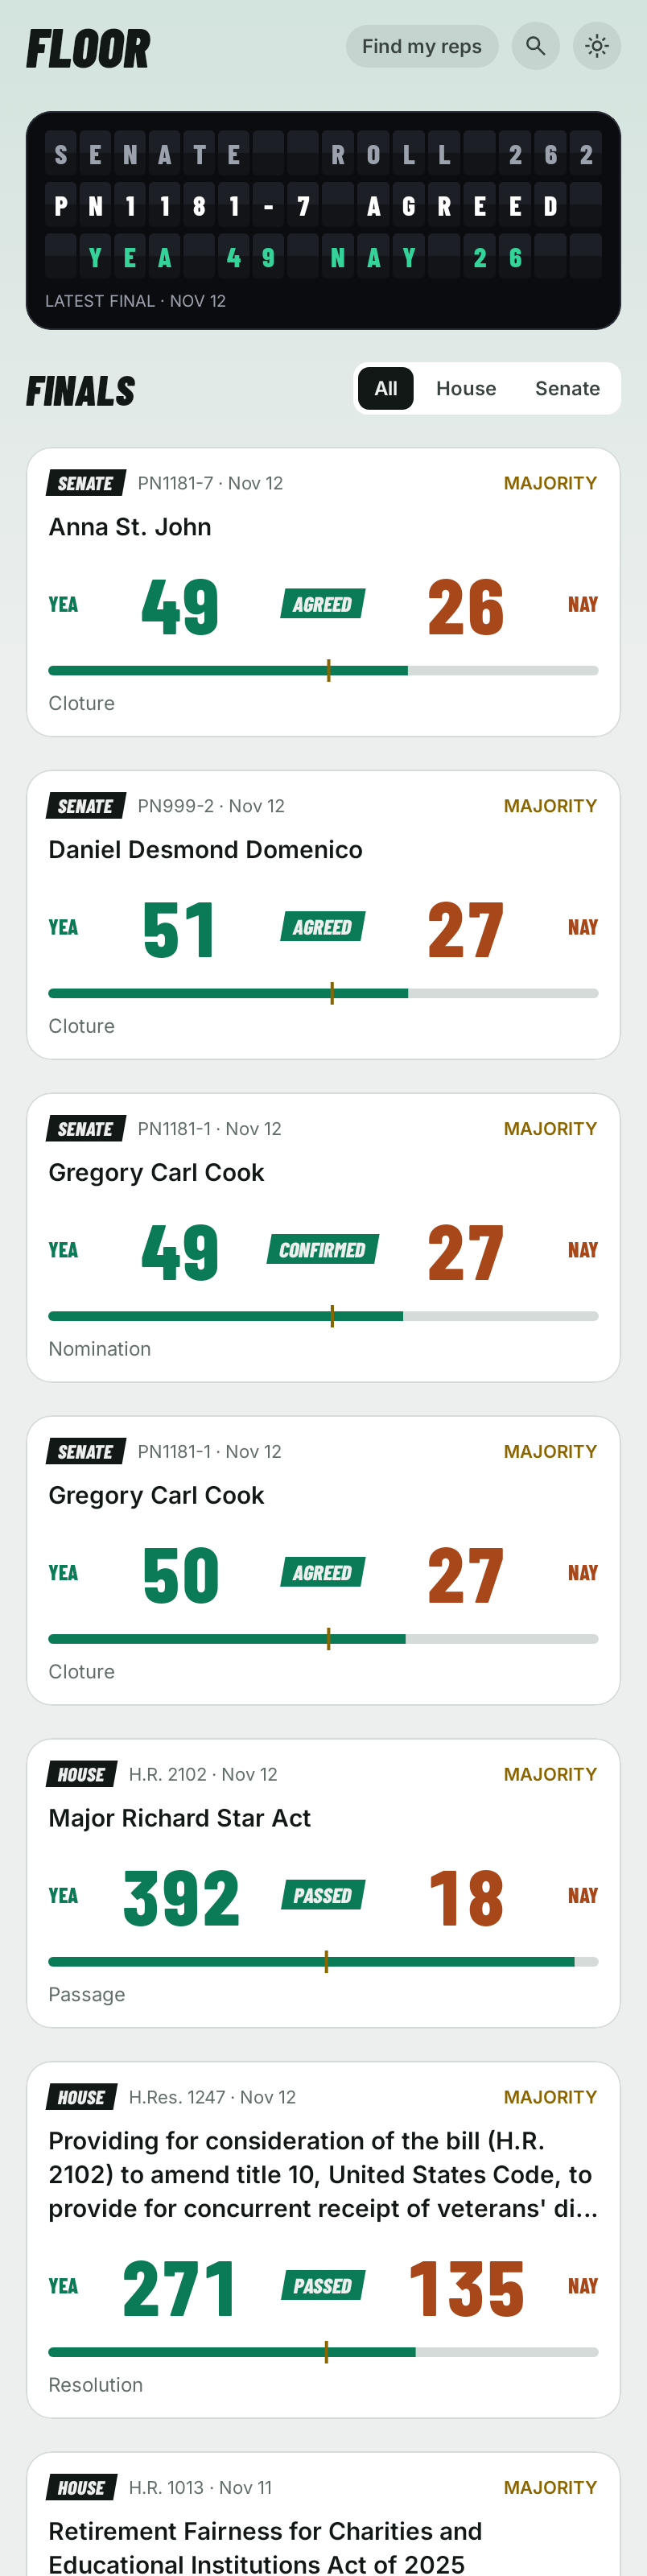 FLOOR
Find my reps
SENATE ROLL 262
PN1181-7 AGREED
YEA 49 NAY 26
LATEST FINAL · NOV 12
FINALS
All House Senate
SENATE PN1181-7 · Nov 12 MAJORITY
Anna St. John
YEA 49 AGREED 26 NAY
Cloture
SENATE PN999-2 · Nov 12 MAJORITY
Daniel Desmond Domenico
YEA 51 AGREED 27 NAY
Cloture
SENATE PN1181-1 · Nov 12 MAJORITY
Gregory Carl Cook
YEA 49 CONFIRMED 27 NAY
Nomination
SENATE PN1181-1 · Nov 12 MAJORITY
Gregory Carl Cook
YEA 50 AGREED 27 NAY
Cloture
HOUSE H.R. 2102 · Nov 12 MAJORITY
Major Richard Star Act
YEA 392 PASSED 18 NAY
Passage
HOUSE H.Res. 1247 · Nov 12 MAJORITY
Providing for consideration of the bill (H.R.
2102) to amend title 10, United States Code, to
provide for concurrent receipt of veterans' di...
YEA 271 PASSED 135 NAY
Resolution
HOUSE H.R. 1013 · Nov 11 MAJORITY
Retirement Fairness for Charities and
Educational Institutions Act of 2025